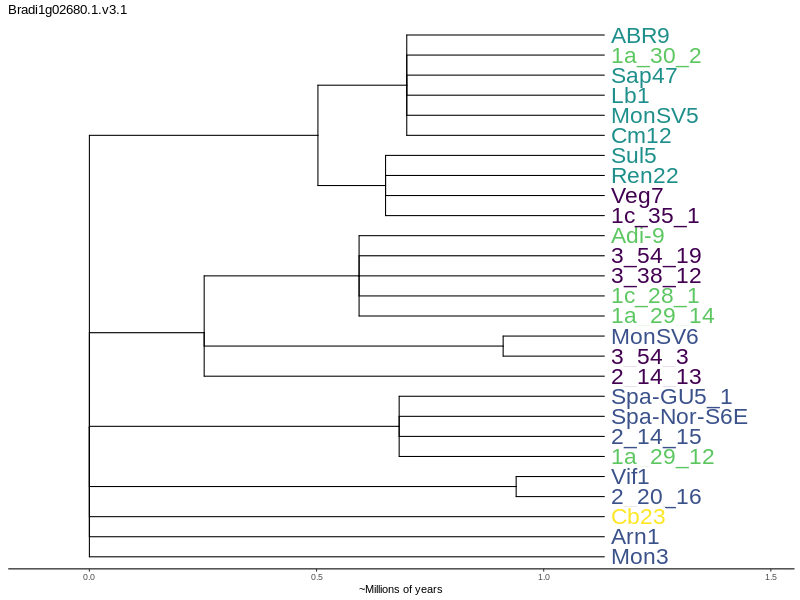 Bradi1g02680.1.v3.1
ABR9
1a_30_2
Sap47
Lb1
MonSV5
Cm12
Sul5
Ren22
Veg7
1c_35_1
Adi-9
3_54_19
3_38_12
1c_28_1
1a_29_14
MonSV6
3_54_3
2_14_13
Spa-GU5_1
Spa-Nor-S6E
2_14_15
1a_29_12
Vif1
2_20_16
Cb23
Arn1
Mon3
0.0 0.5 1.0 1.5
~Millions of years